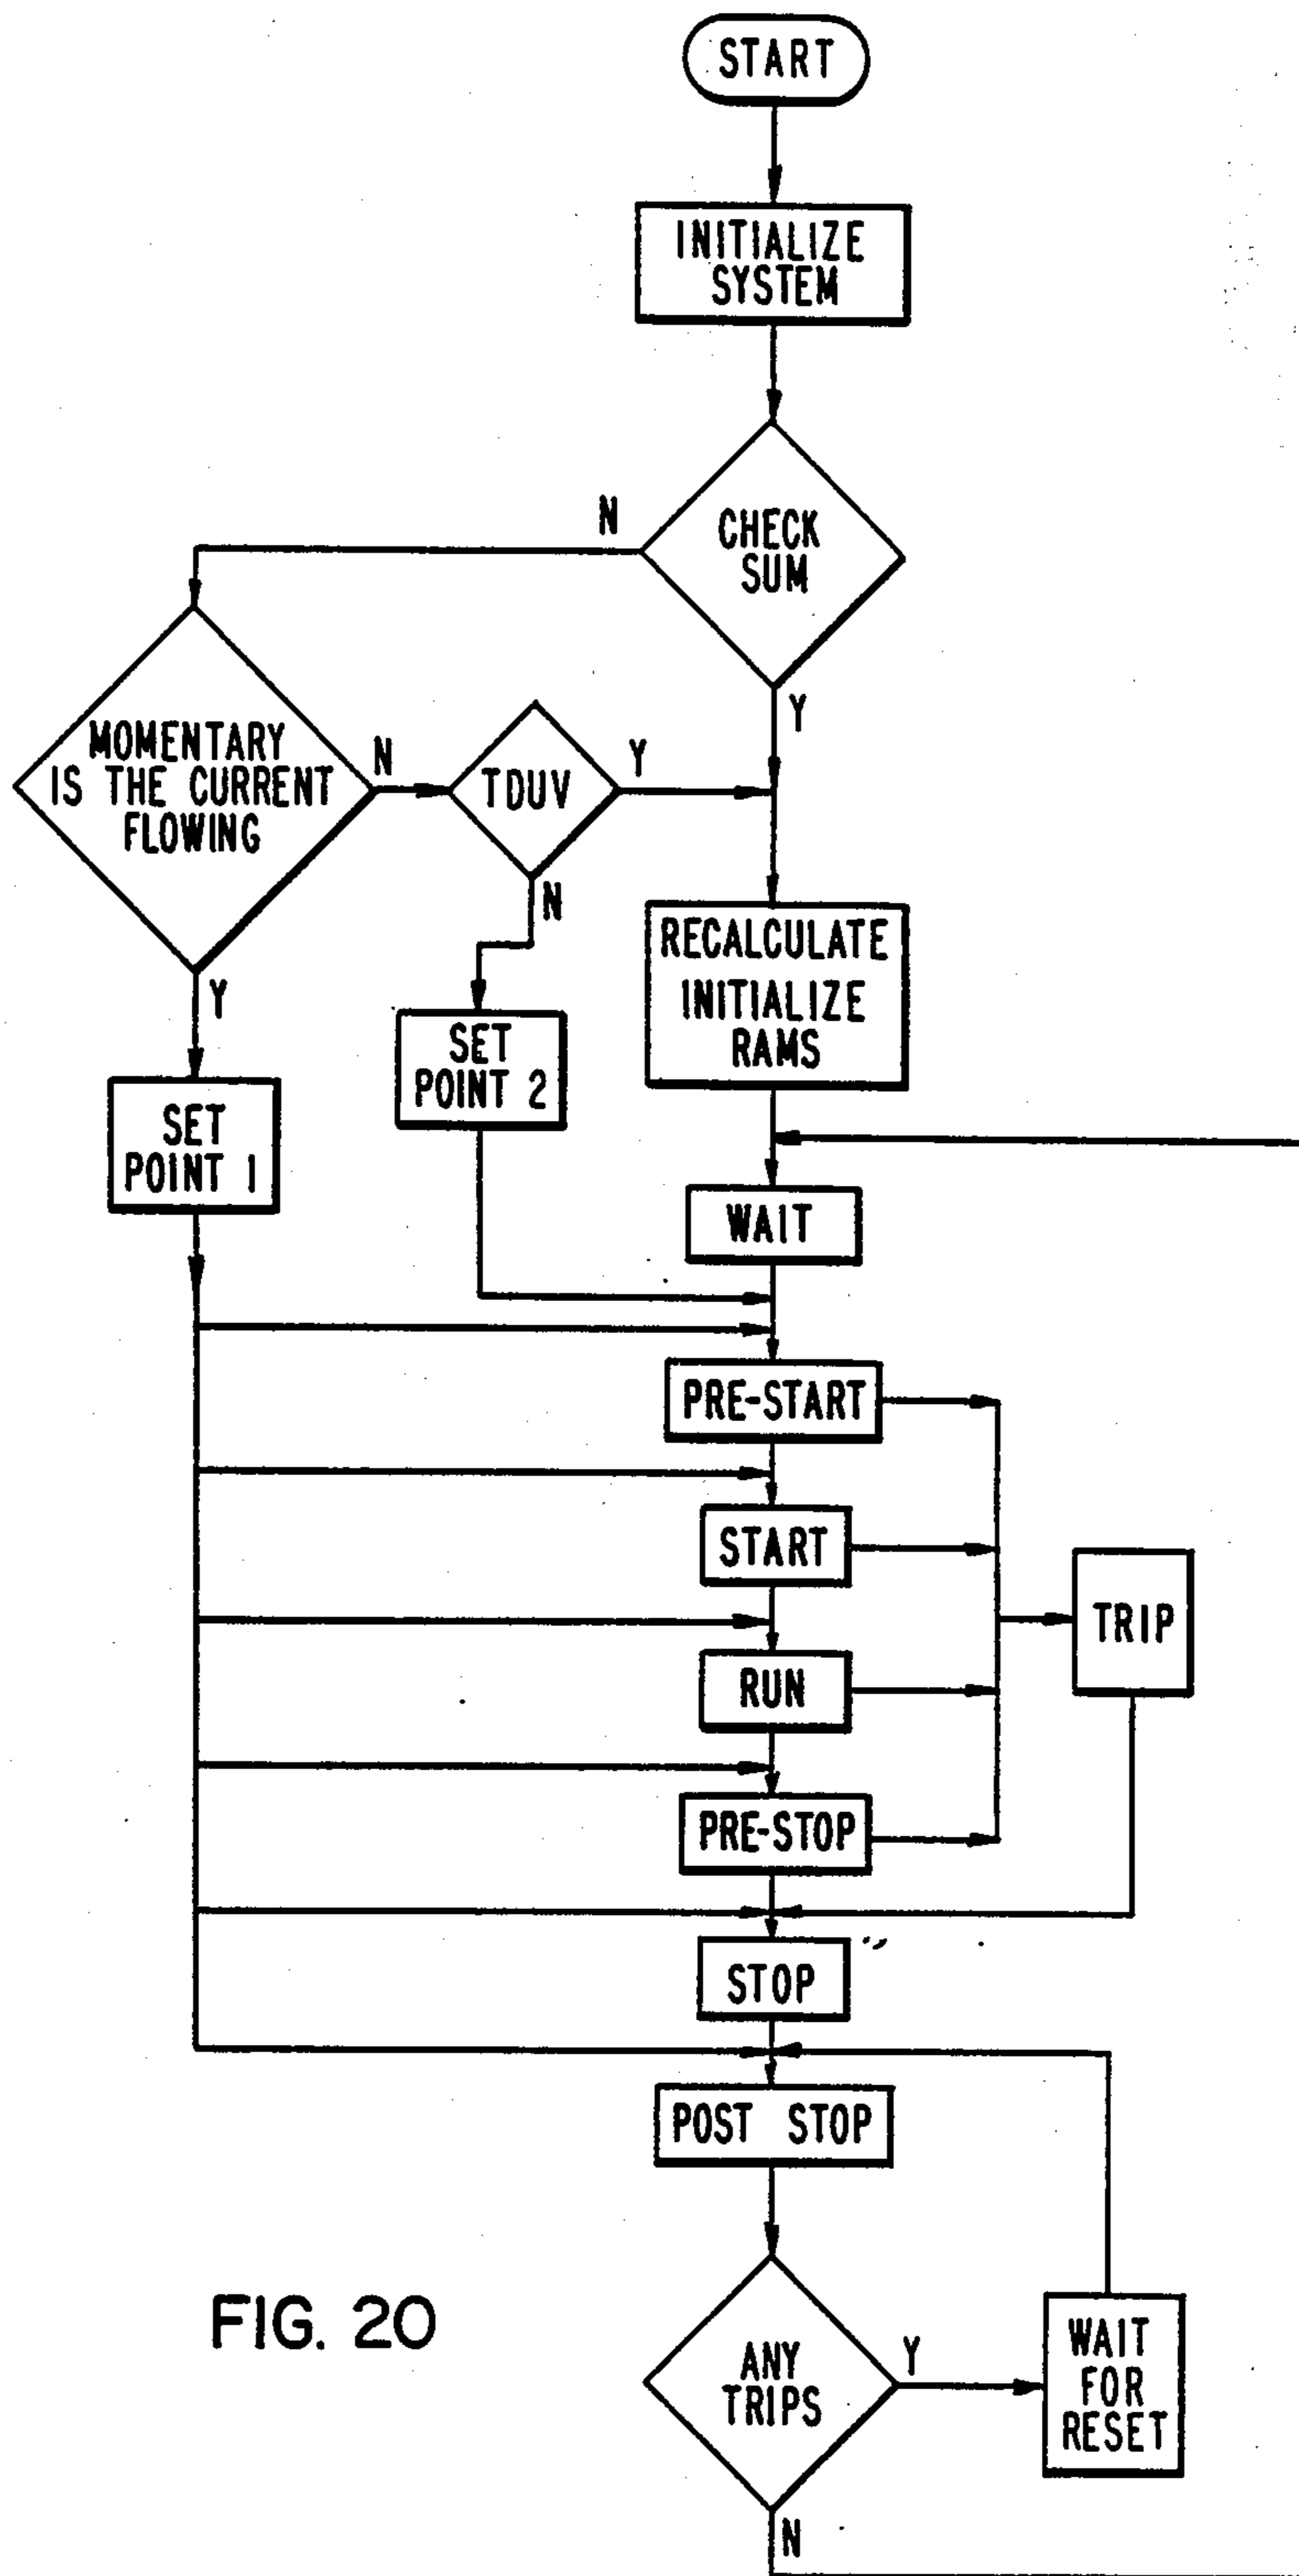 START
INITIALIZE
SYSTEM
N
CHECK
SUM
Y
MOMENTARY
IS THE CURRENT
FLOWING
N
TDUV
Y
N
Y
RECALCULATE
INITIALIZE
RAMS
SET
POINT 2
SET
POINT 1
WAIT
PRE-START
START
TRIP
RUN
PRE-STOP
STOP
POST STOP
FIG. 20
ANY
TRIPS
Y
WAIT
FOR
RESET
N